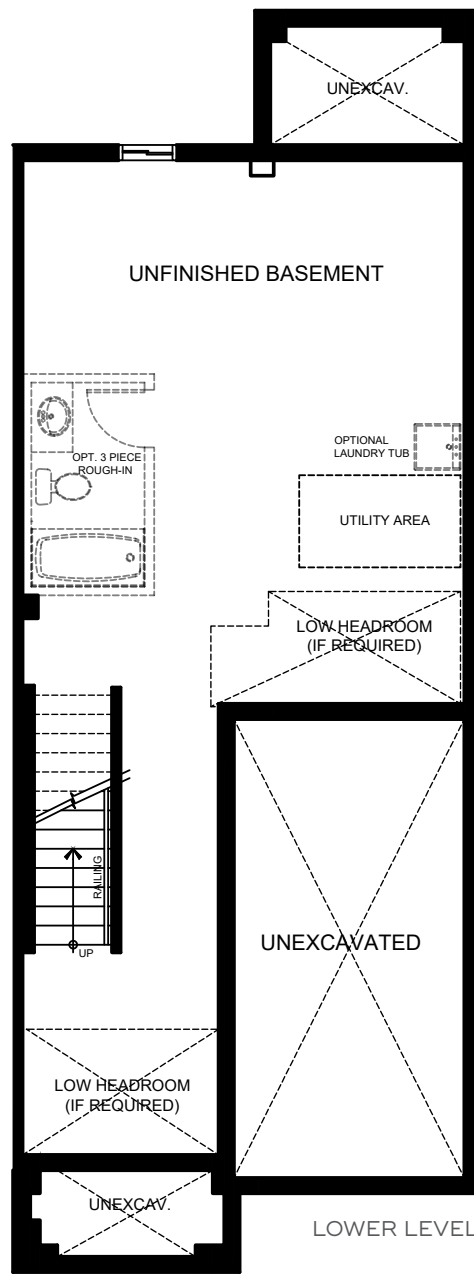 UNEXCAV.
UNFINISHED BASEMENT
OPT. 3 PIECE
ROUGH-IN
OPTIONAL
LAUNDRY TUB
UTILITY AREA
LOW HEADROOM
(IF REQUIRED)
RAILING
UP
UNEXCAVATED
LOW HEADROOM
(IF REQUIRED)
UNEXCAV.
LOWER LEVEL